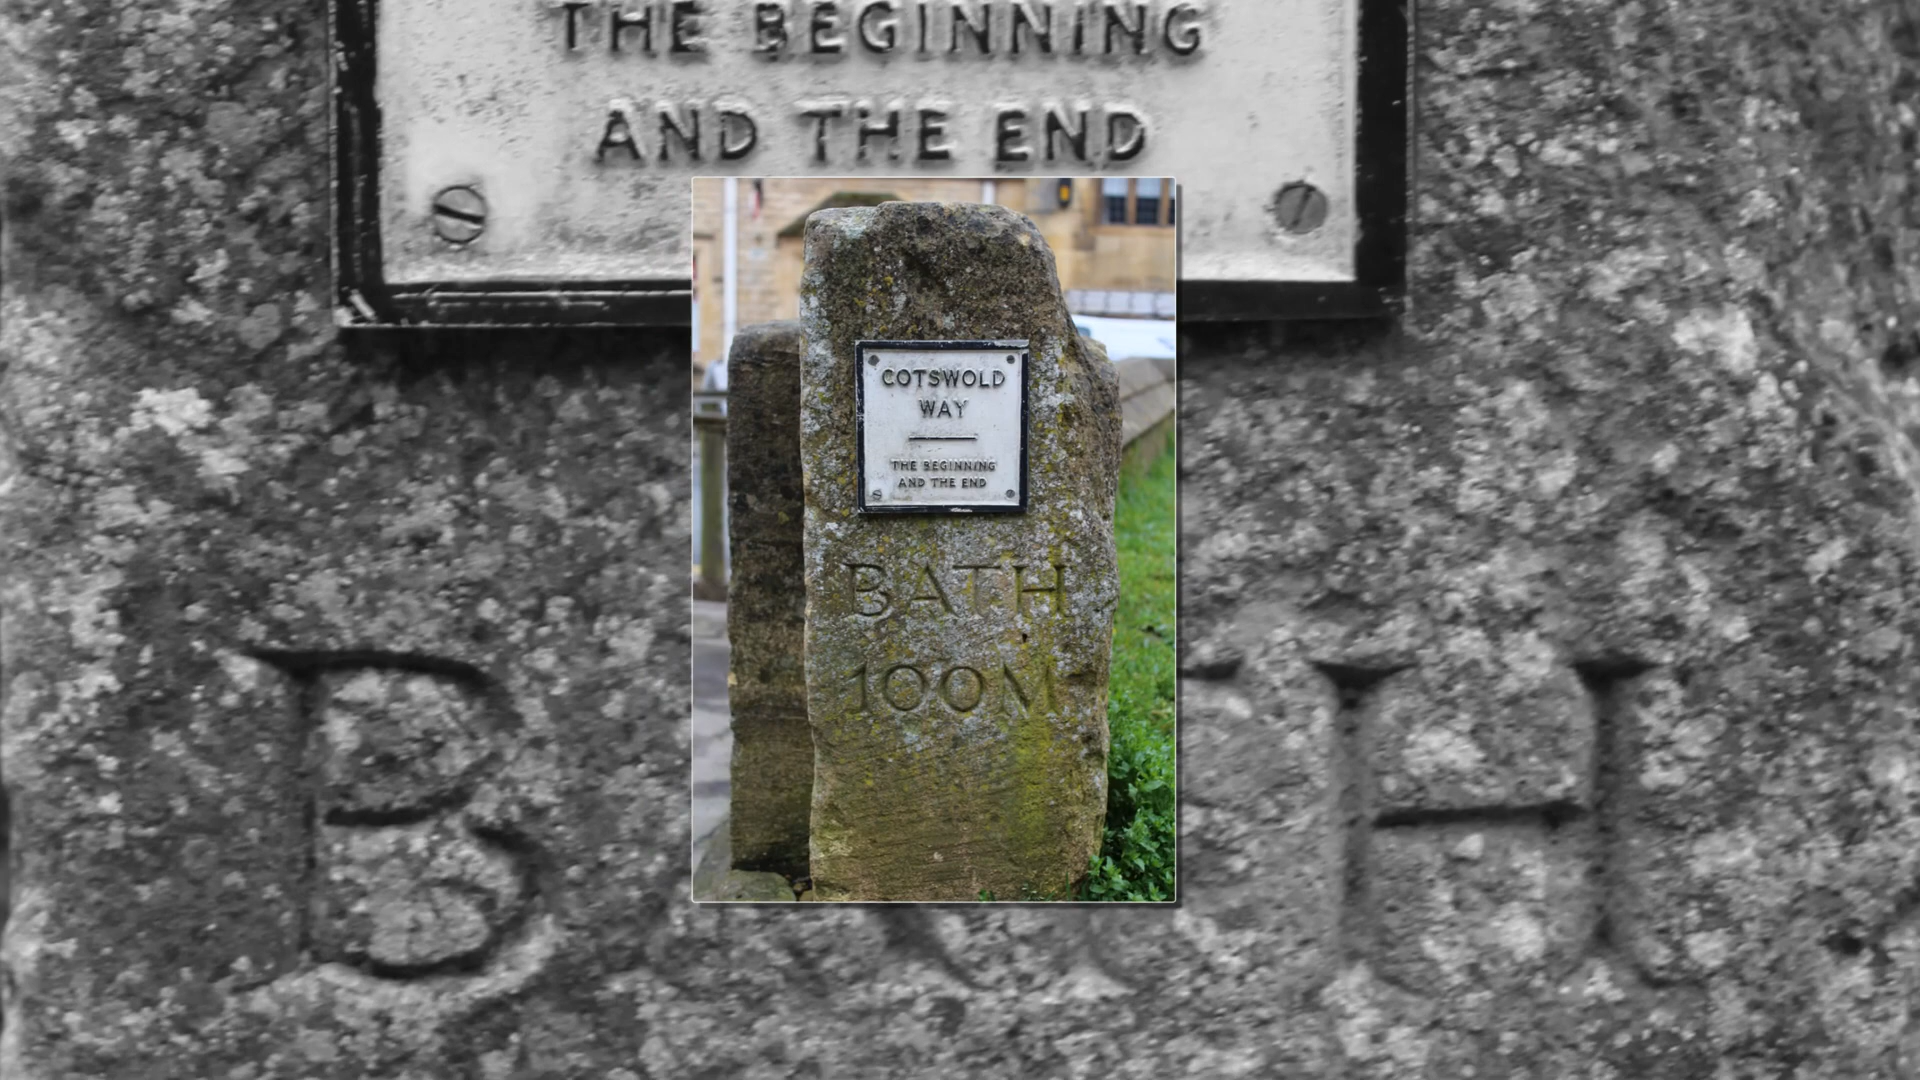 THE BEGINNING
AND THE END
COTSWOLD
WAY
THE BEGINNING
AND THE END
BATH
100M
B
H